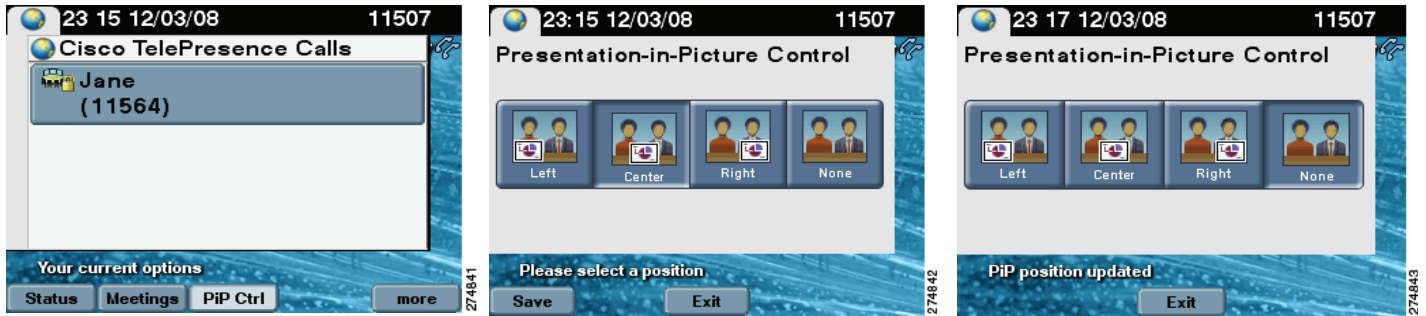 23 15 12/03/08 11507
Cisco TelePresence Calls
Jane
(11564)
Your current options
Status Meetings PiP Ctrl more
274841
23:15 12/03/08 11507
Presentation-in-Picture Control
Left Center Right None
Please select a position
Save Exit
274842
23 17 12/03/08 11507
Presentation-in-Picture Control
Left Center Right None
PiP position updated
Exit
274843